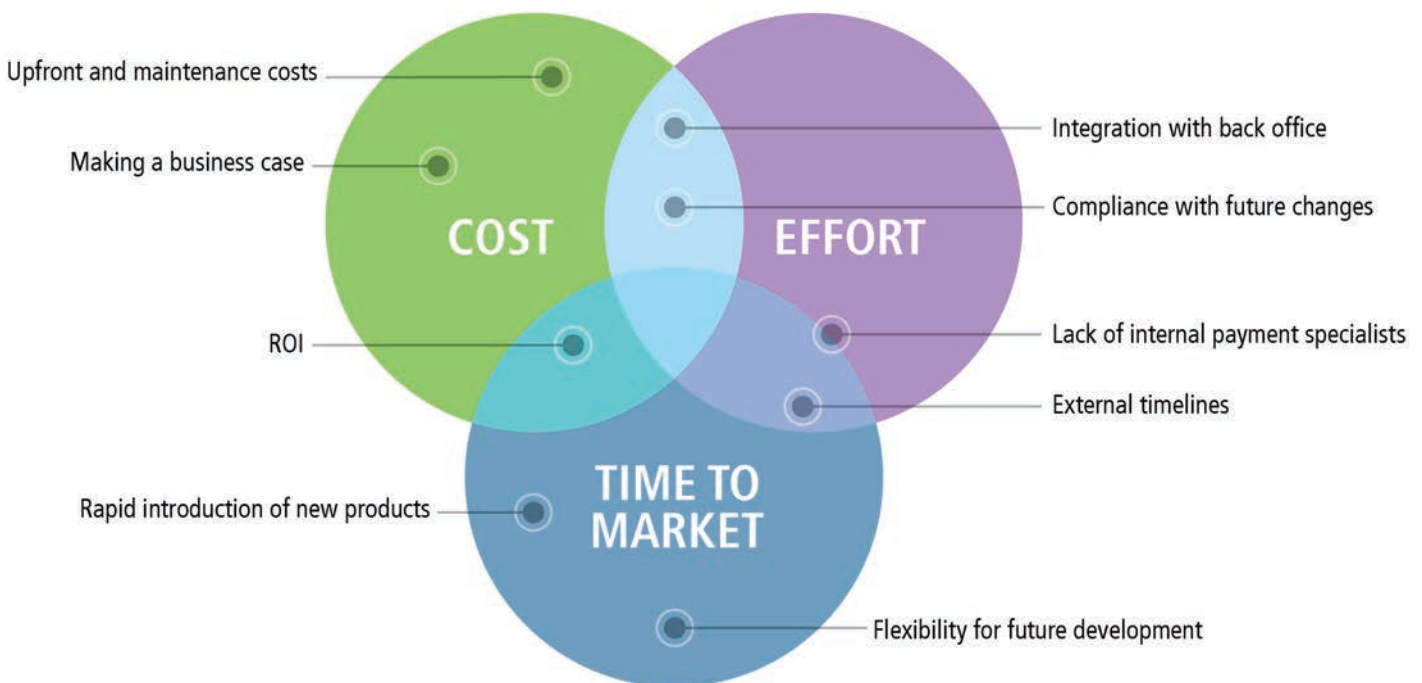 Upfront and maintenance costs
Making a business case
Integration with back office
Compliance with future changes
COST
EFFORT
ROI
Lack of internal payment specialists
External timelines
TIME TO
MARKET
Rapid introduction of new products
Flexibility for future development